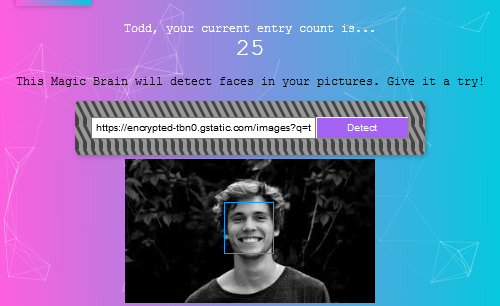 Todd, your current entry count is...
25
This Magic Brain will detect faces in your pictures. Give it a try!
https://encrypted-tbn0.gstatic.com/images?q=t
Detect